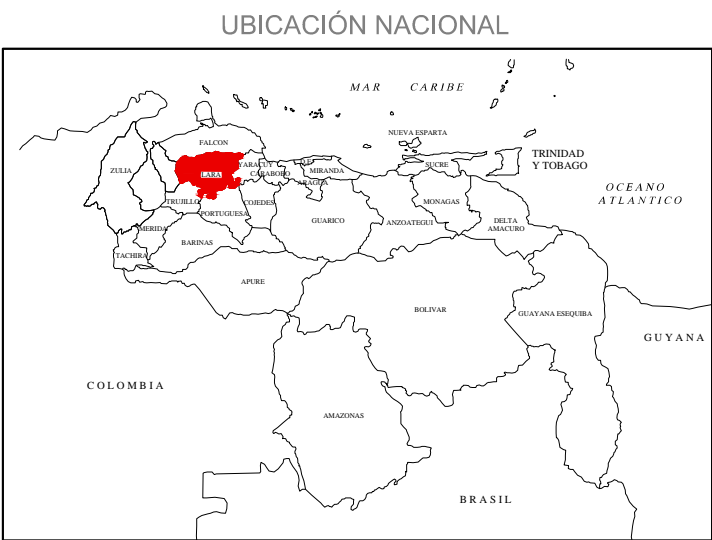 UBICACIÓN NACIONAL
MAR CARIBE
NUEVA ESPARTA
FALCON
TRINIDAD
Y TOBAGO
YARACUY
CARABOBO
MIRANDA
SUCRE
ZULIA
LARA
ARAGUA
OCEANO
ATLANTICO
TRUJILLO
COJEDES
MONAGAS
PORTUGUESA
GUARICO
ANZOATEGUI
DELTA
AMACURO
MERIDA
BARINAS
TACHIRA
APURE
BOLIVAR
GUAYANA ESEQUIBA
GUYANA
COLOMBIA
AMAZONAS
BRASIL